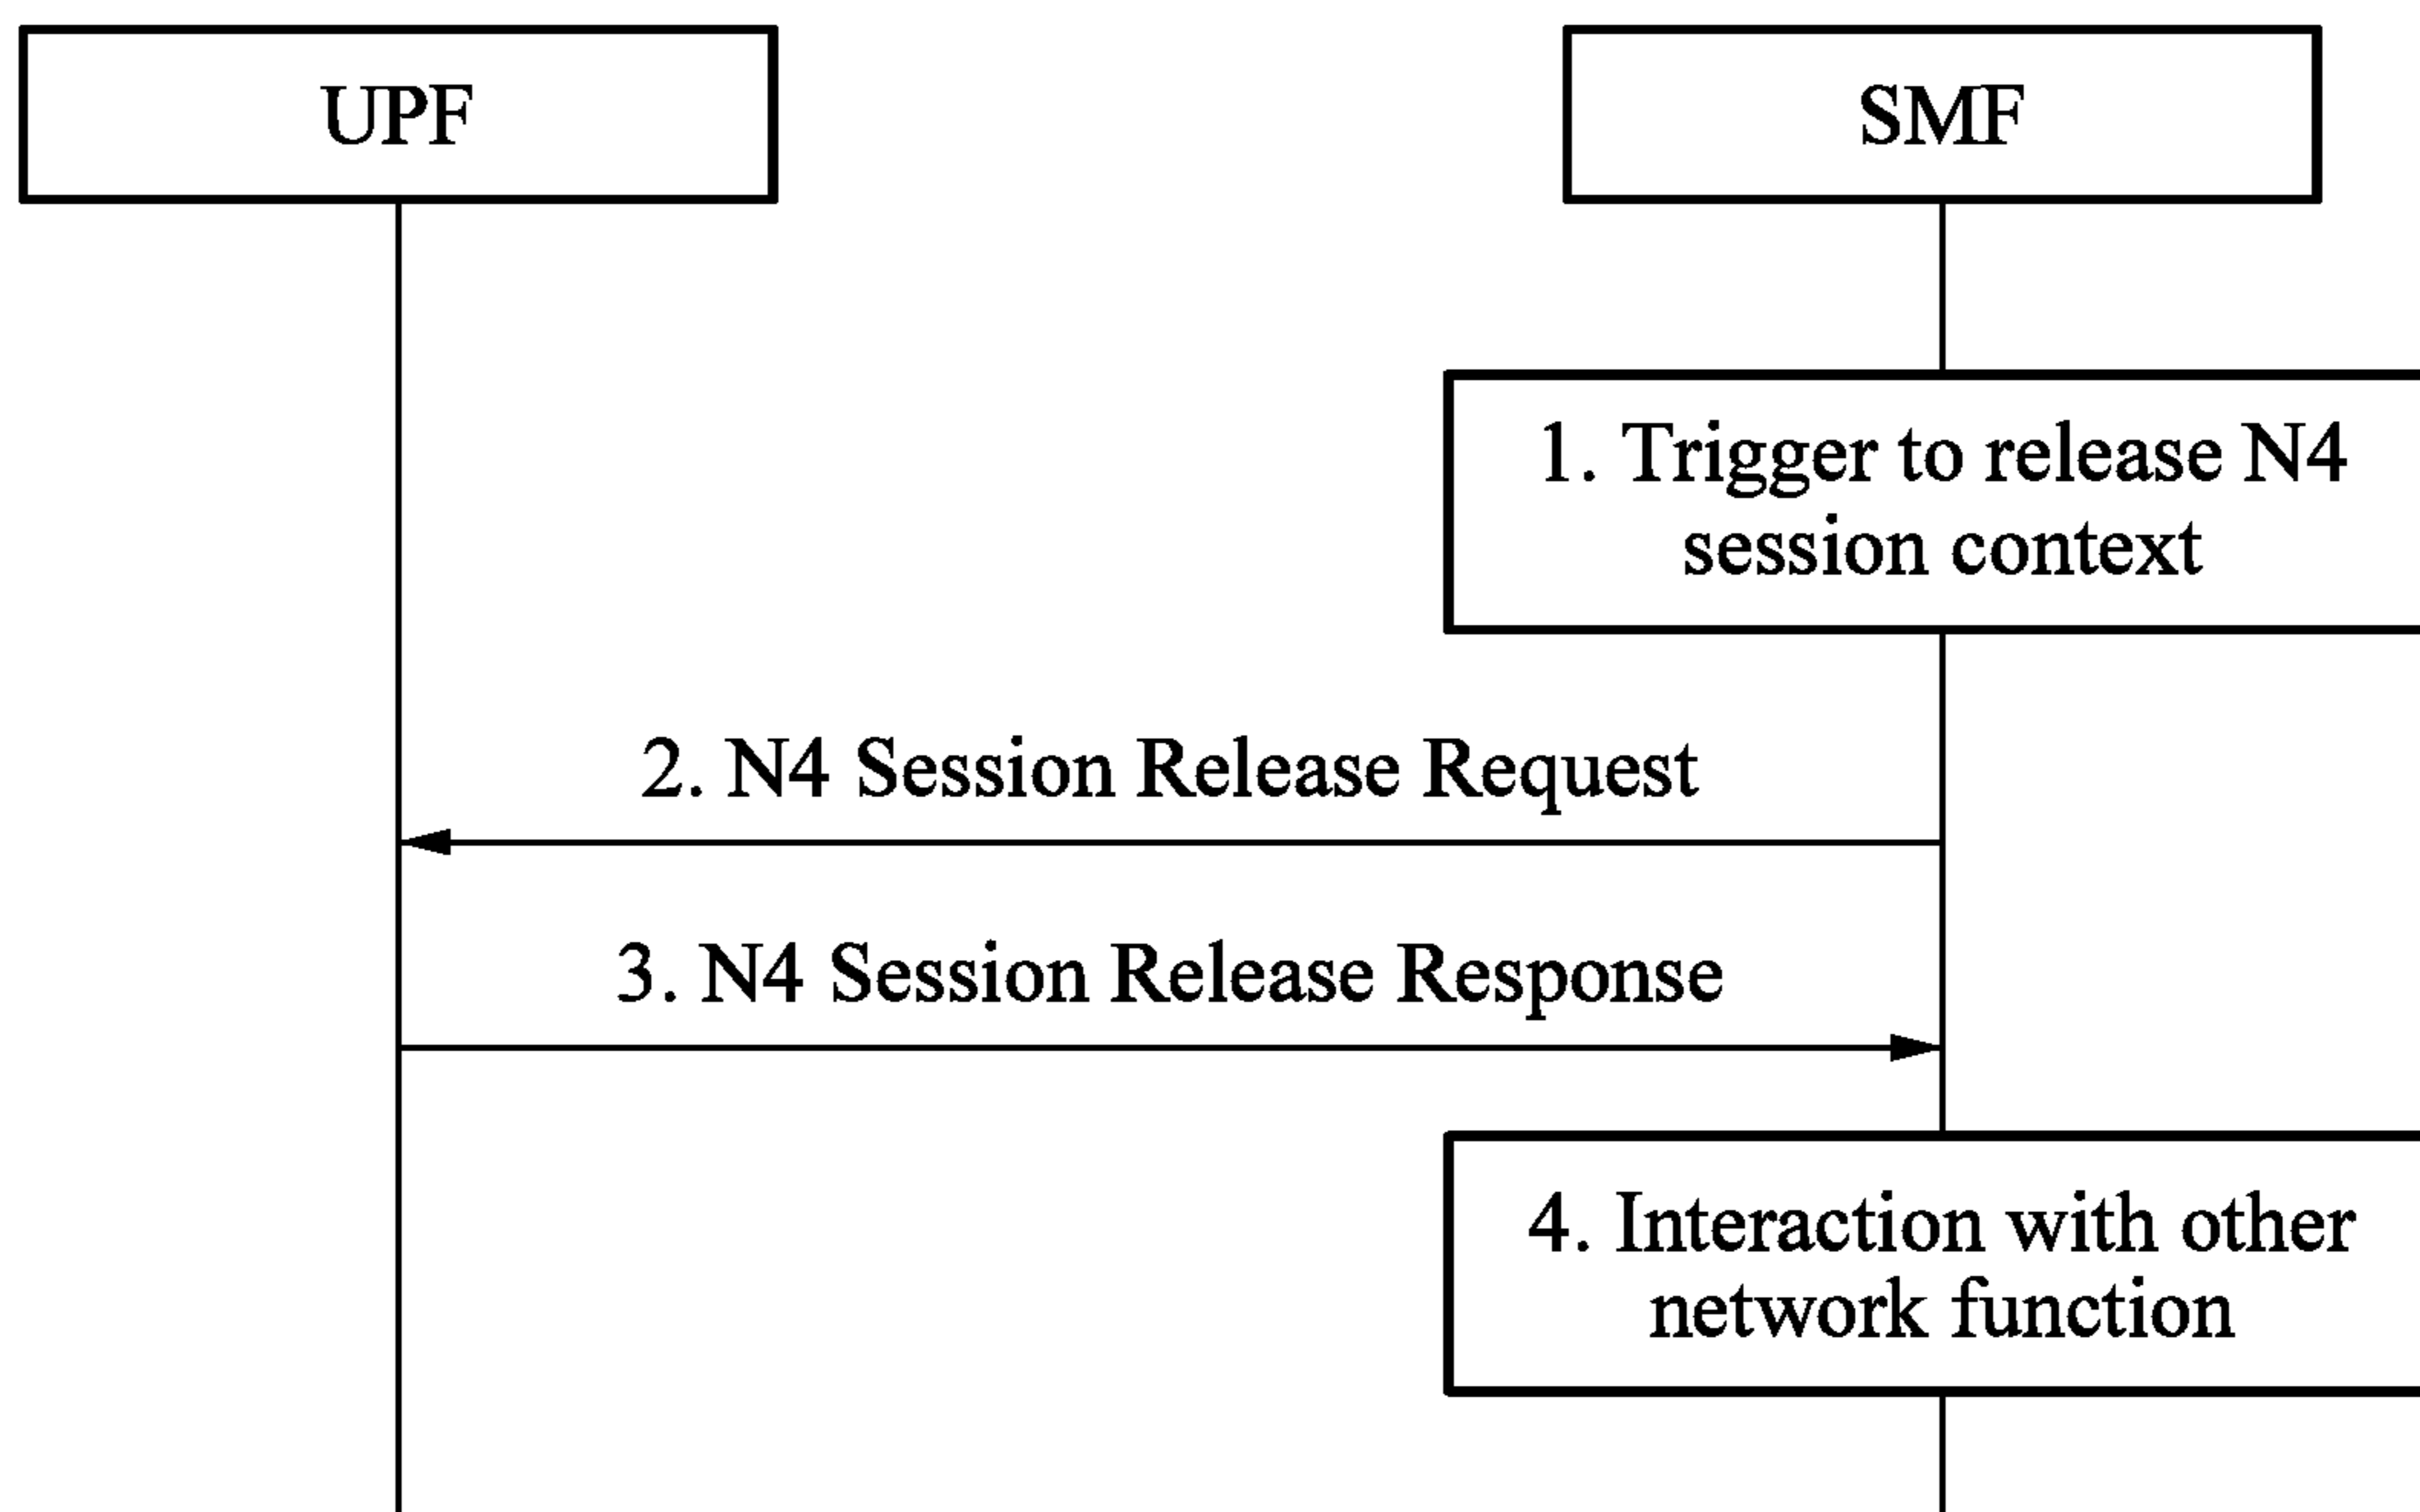 UPF
SMF
1. Trigger to release N4
session context
2. N4 Session Release Request
3. N4 Session Release Response
4. Interaction with other
network function